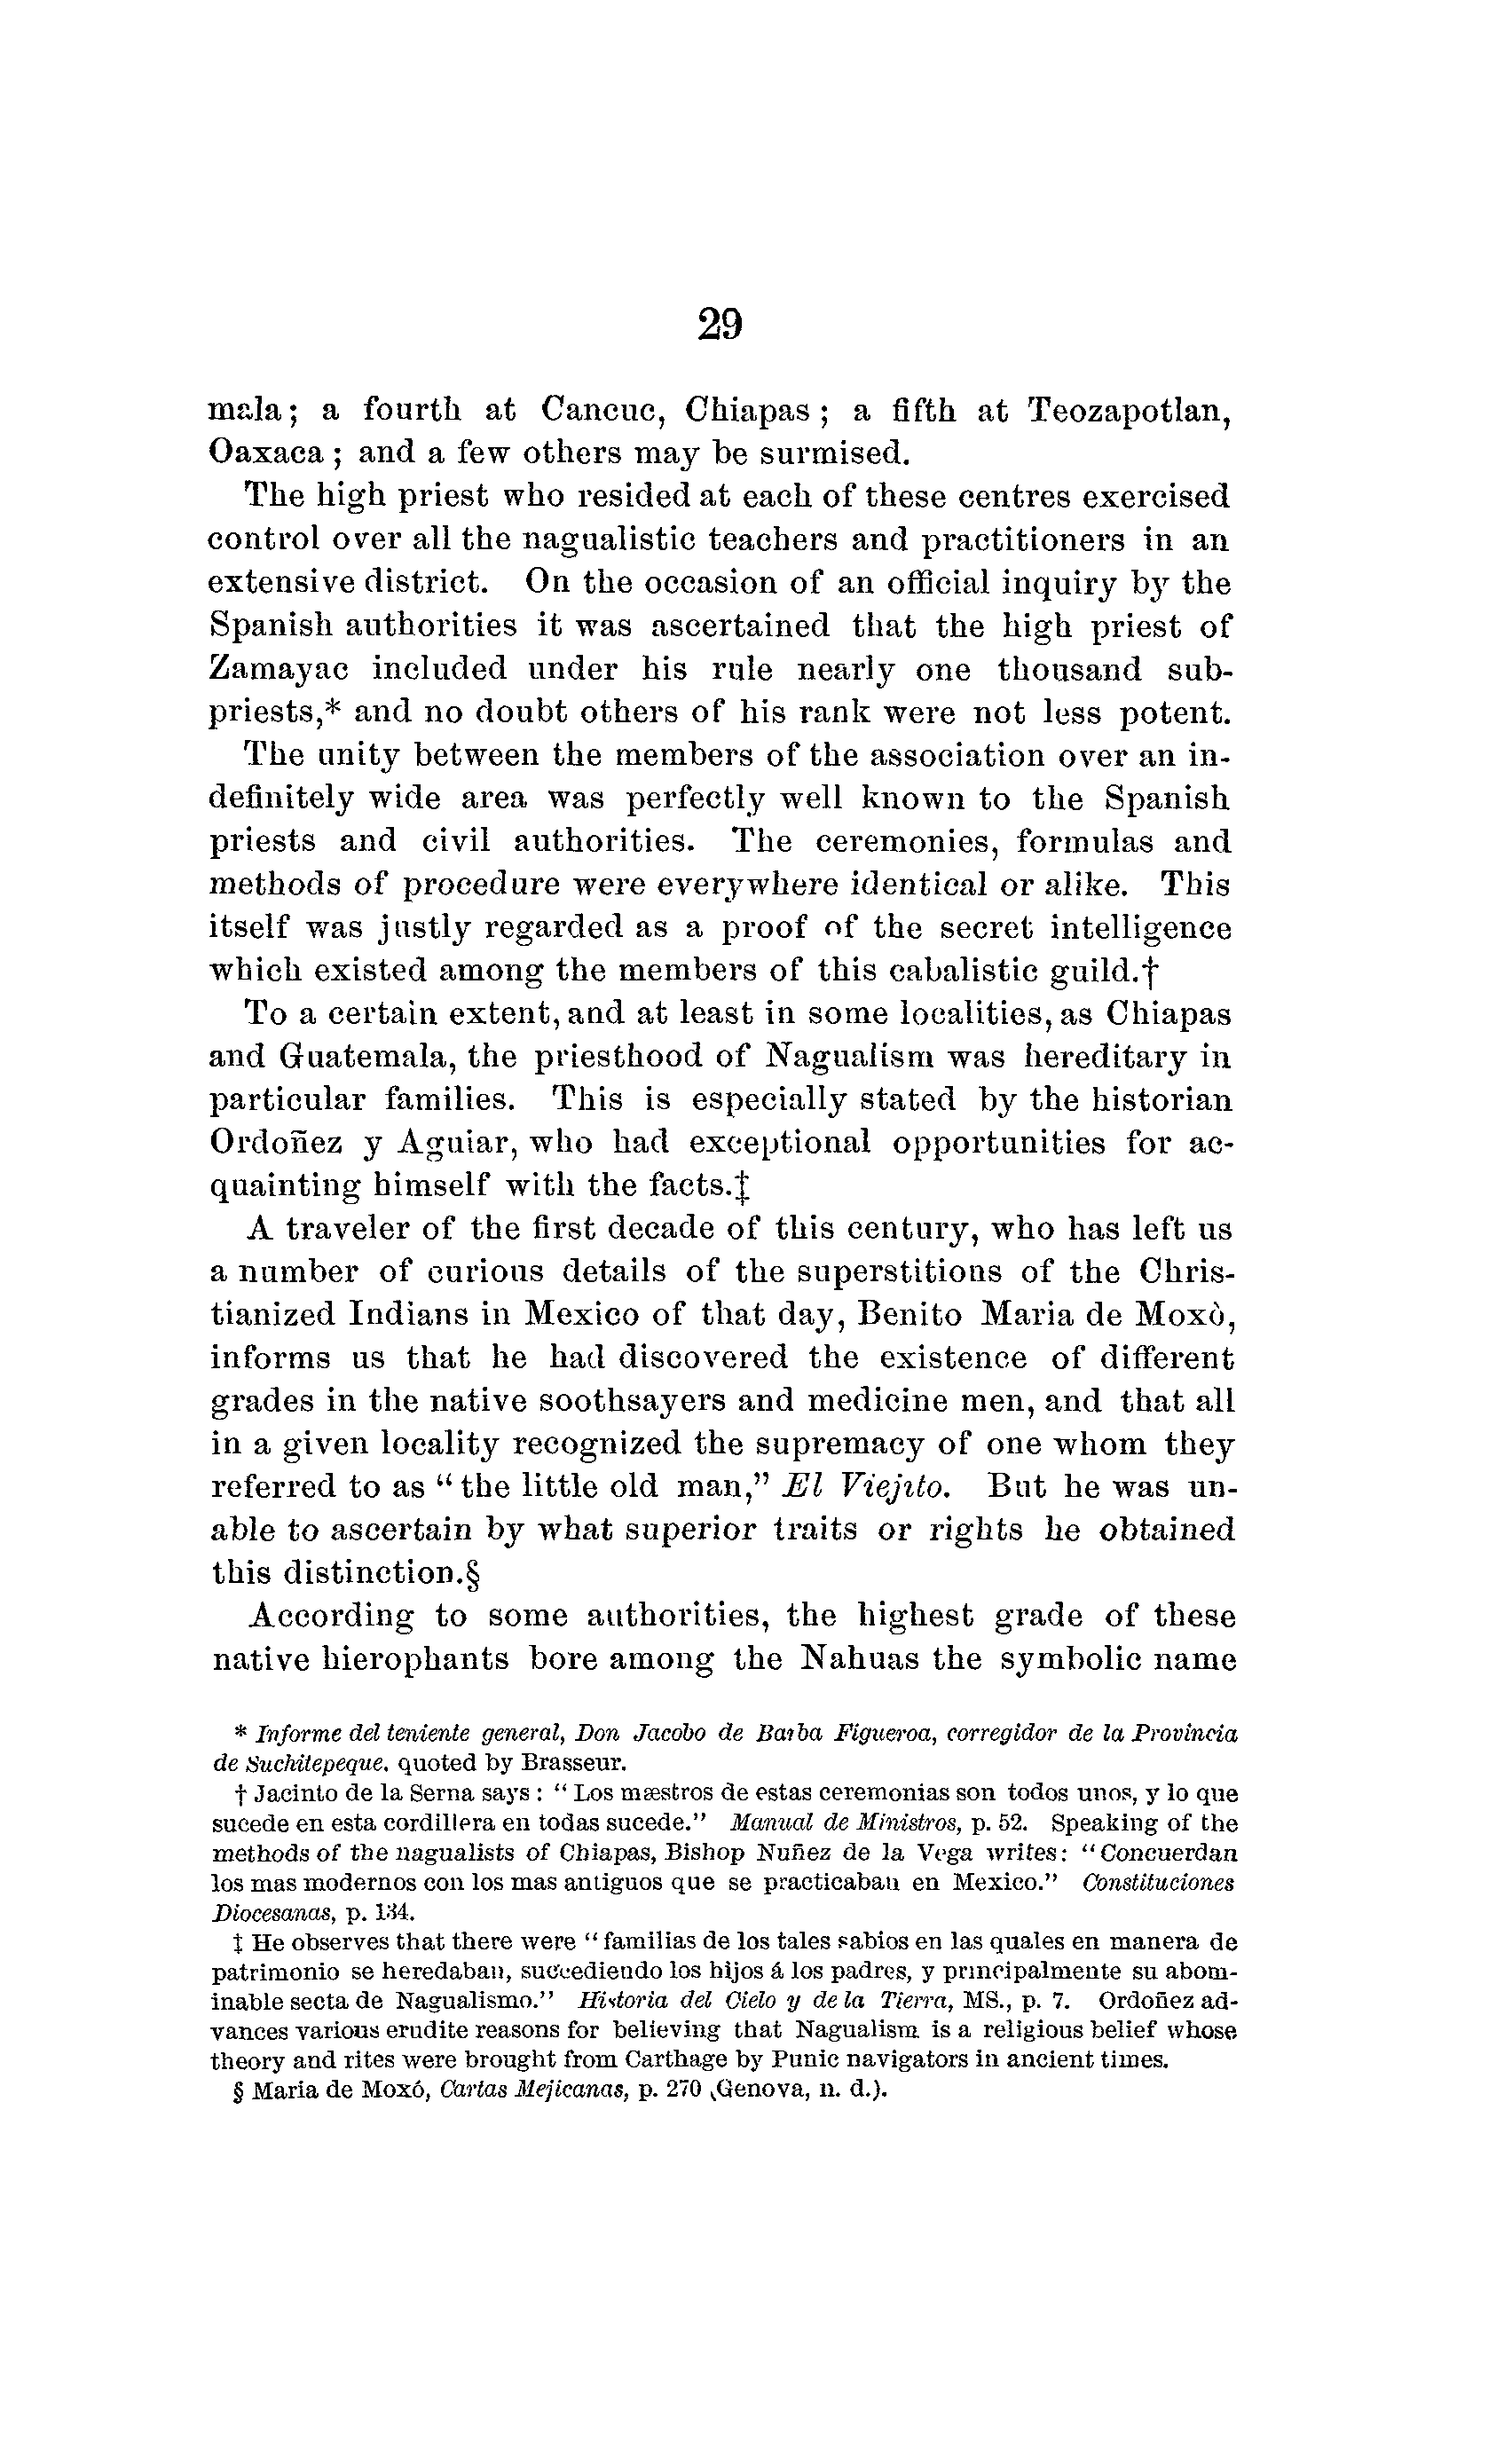 29
mala; a fourth at Cancuc, Chiapas; a fifth at Teozapotlan,
Oaxaca; and a few others may be surmised.
The high priest who resided at each of these centres exercised
control over all the nagualistic teachers and practitioners in an
extensive district. On the occasion of an official inquiry by the
Spanish authorities it was ascertained that the high priest of
Zamayac included under his rule nearly one thousand sub-
priests,* and no doubt others of his rank were not less potent.
The unity between the members of the association over an in-
definitely wide area was perfectly well known to the Spanish
priests and civil authorities. The ceremonies, formulas and
methods of procedure were everywhere identical or alike. This
itself was justly regarded as a proof of the secret intelligence
which existed among the members of this cabalistic guild.†
To a certain extent, and at least in some localities, as Chiapas
and Guatemala, the priesthood of Nagualism was hereditary in
particular families. This is especially stated by the historian
Ordoñez y Aguiar, who had exceptional opportunities for ac-
quainting himself with the facts.‡
A traveler of the first decade of this century, who has left us
a number of curious details of the superstitions of the Chris-
tianized Indians in Mexico of that day, Benito Maria de Moxò,
informs us that he had discovered the existence of different
grades in the native soothsayers and medicine men, and that all
in a given locality recognized the supremacy of one whom they
referred to as "the little old man," El Viejito. But he was un-
able to ascertain by what superior traits or rights he obtained
this distinction.§
According to some authorities, the highest grade of these
native hierophants bore among the Nahuas the symbolic name
* Informe del teniente general, Don Jacobo de Barba Figueroa, corregidor de la Provincia
de Suchitepeque. quoted by Brasseur.
† Jacinto de la Serna says: "Los mæstros de estas ceremonias son todos unos, y lo que
sucede en esta cordillera en todas sucede." Manual de Ministros, p. 52. Speaking of the
methods of the nagualists of Chiapas, Bishop Nuñez de la Vega writes: "Concuerdan
los mas modernos con los mas antiguos que se practicaban en Mexico." Constituciones
Diocesanas, p. 134.
‡ He observes that there were "familias de los tales sabios en las quales en manera de
patrimonio se heredaban, succediendo los hijos á los padres, y principalmente su abom-
inable secta de Nagualismo." Historia del Cielo y de la Tierra, MS., p. 7. Ordoñez ad-
vances various erudite reasons for believing that Nagualism is a religious belief whose
theory and rites were brought from Carthage by Punic navigators in ancient times.
§ Maria de Moxó, Cartas Mejicanas, p. 270 (Genova, n. d.).